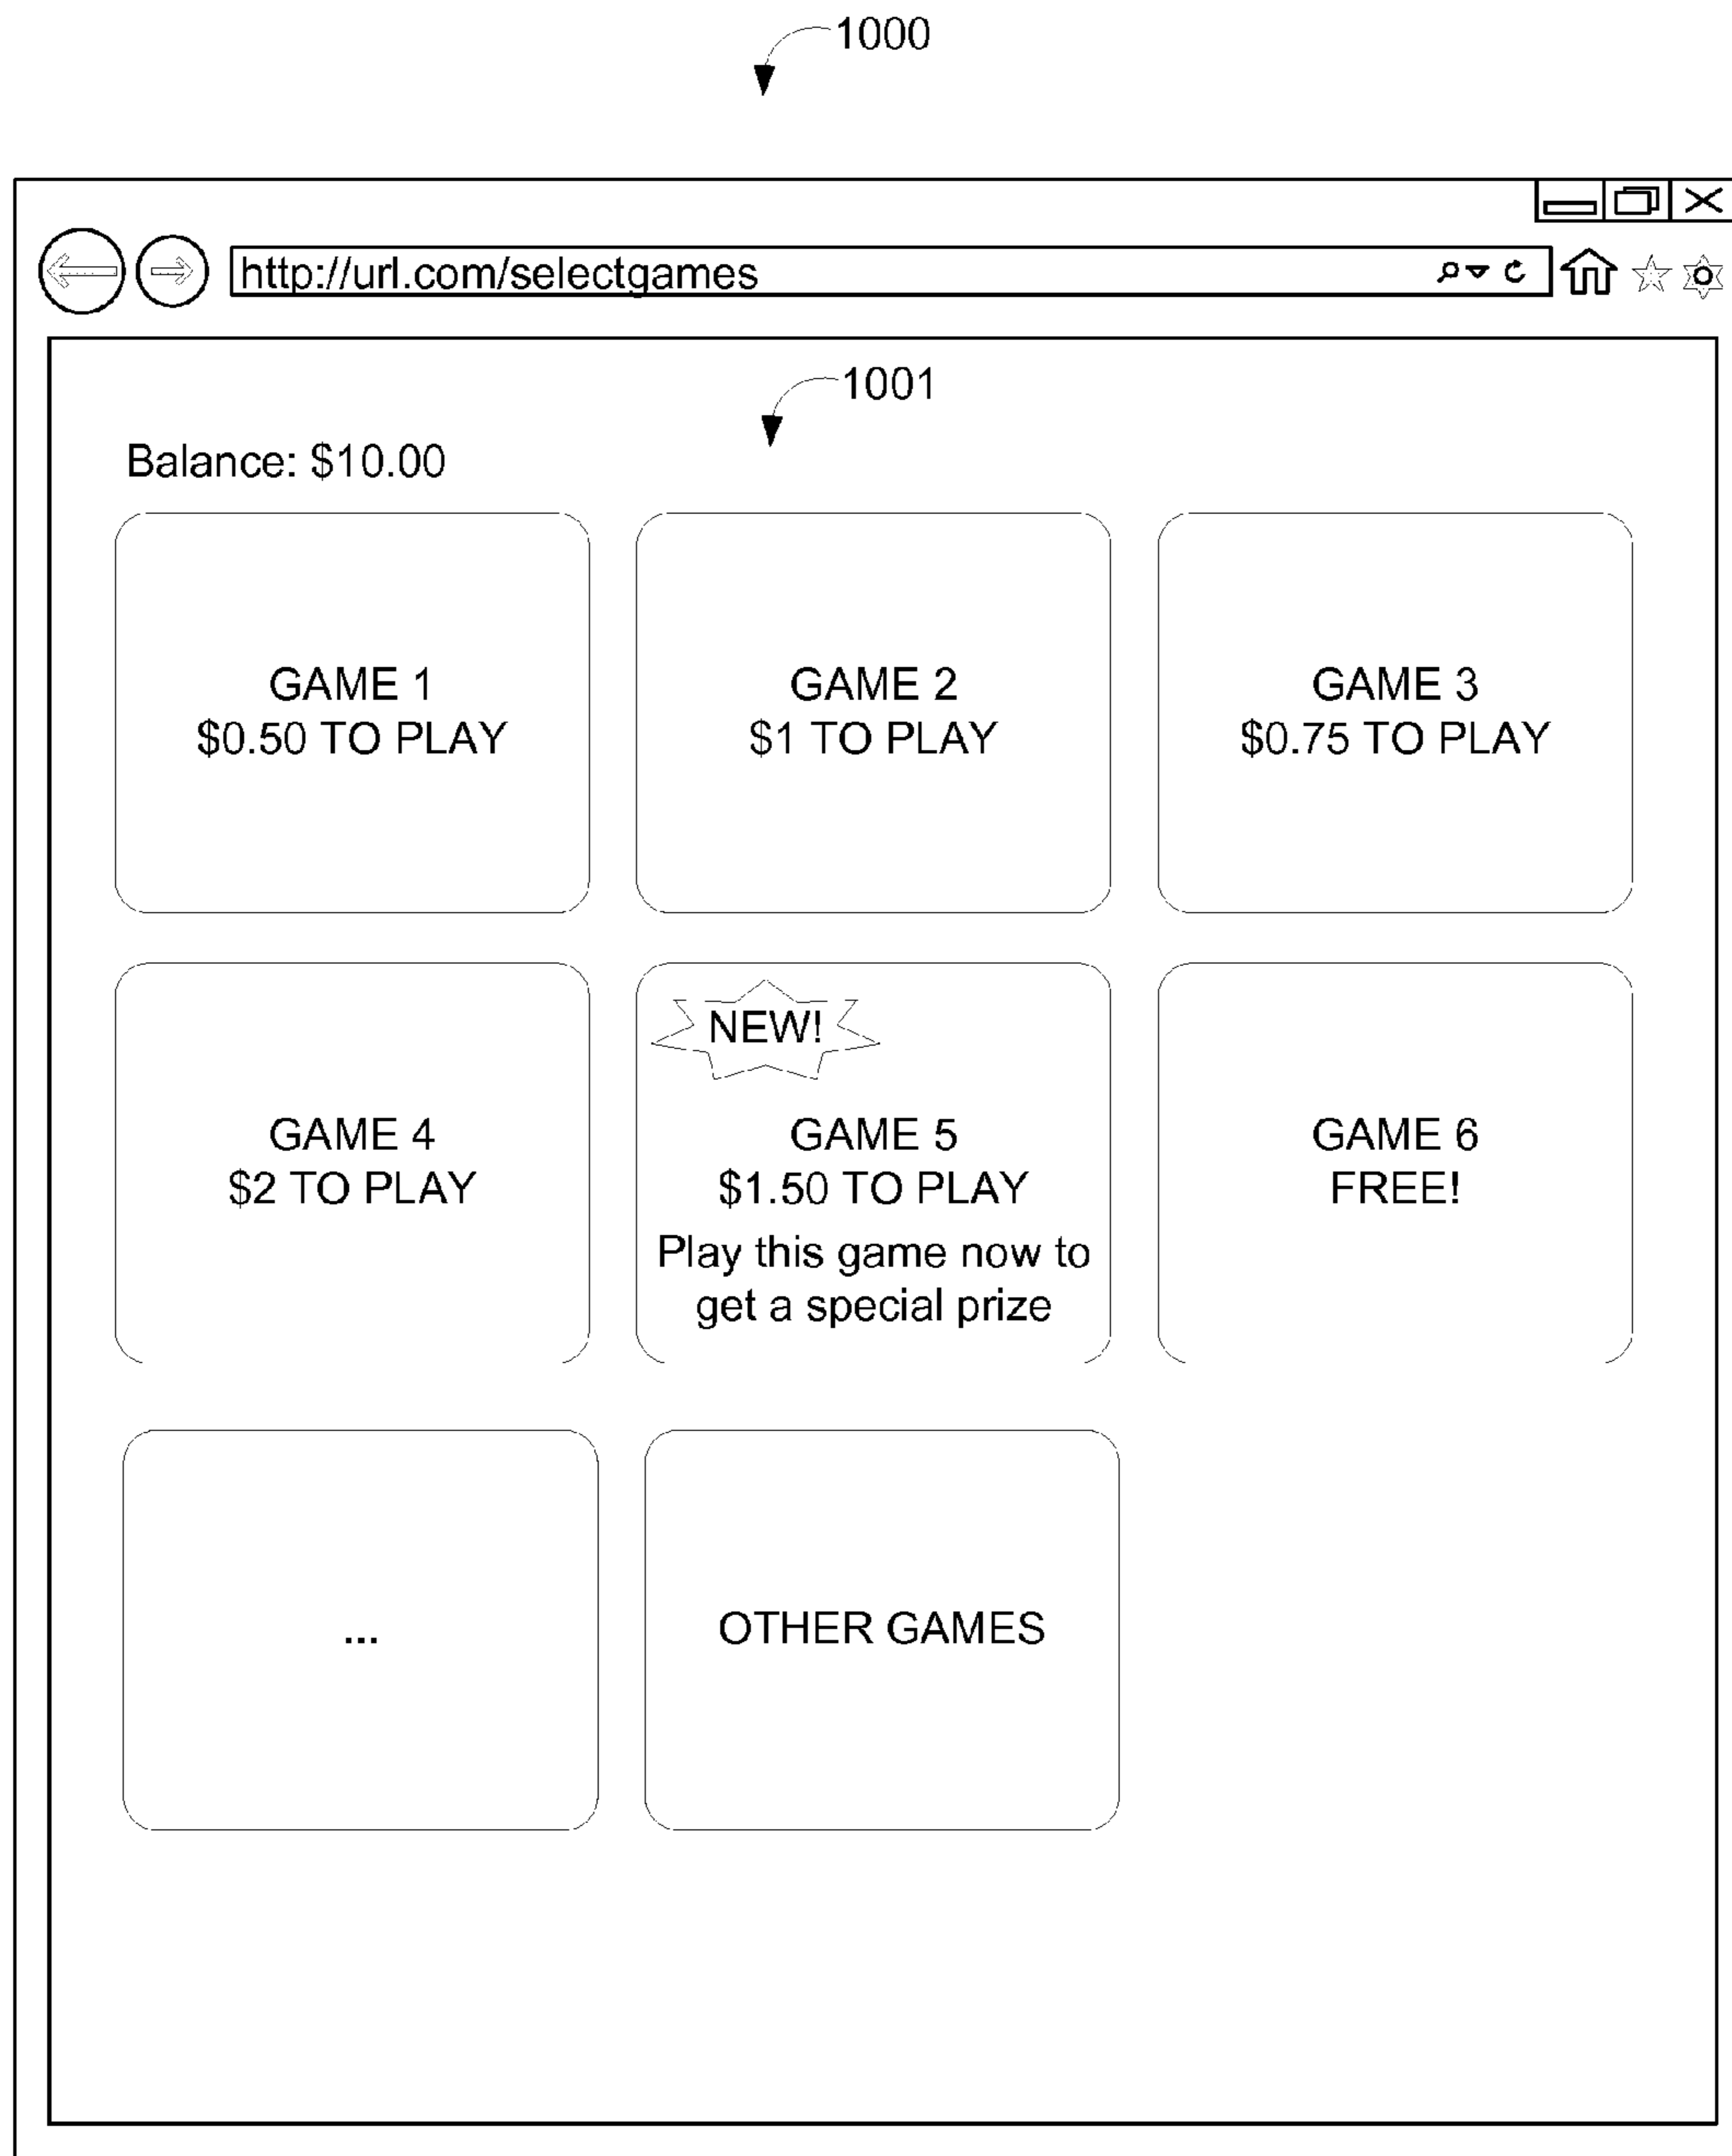 1000
http://url.com/selectgames
1001
Balance: $10.00
GAME 1
$0.50 TO PLAY
GAME 2
$1 TO PLAY
GAME 3
$0.75 TO PLAY
GAME 4
$2 TO PLAY
NEW!
GAME 5
$1.50 TO PLAY
Play this game now to
get a special prize
GAME 6
FREE!
...
OTHER GAMES